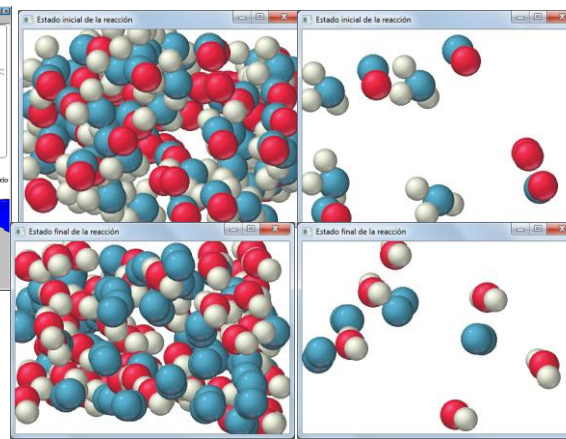 Estado inicial de la reacción
Estado inicial de la reacción
Estado final de la reacción
Estado final de la reacción